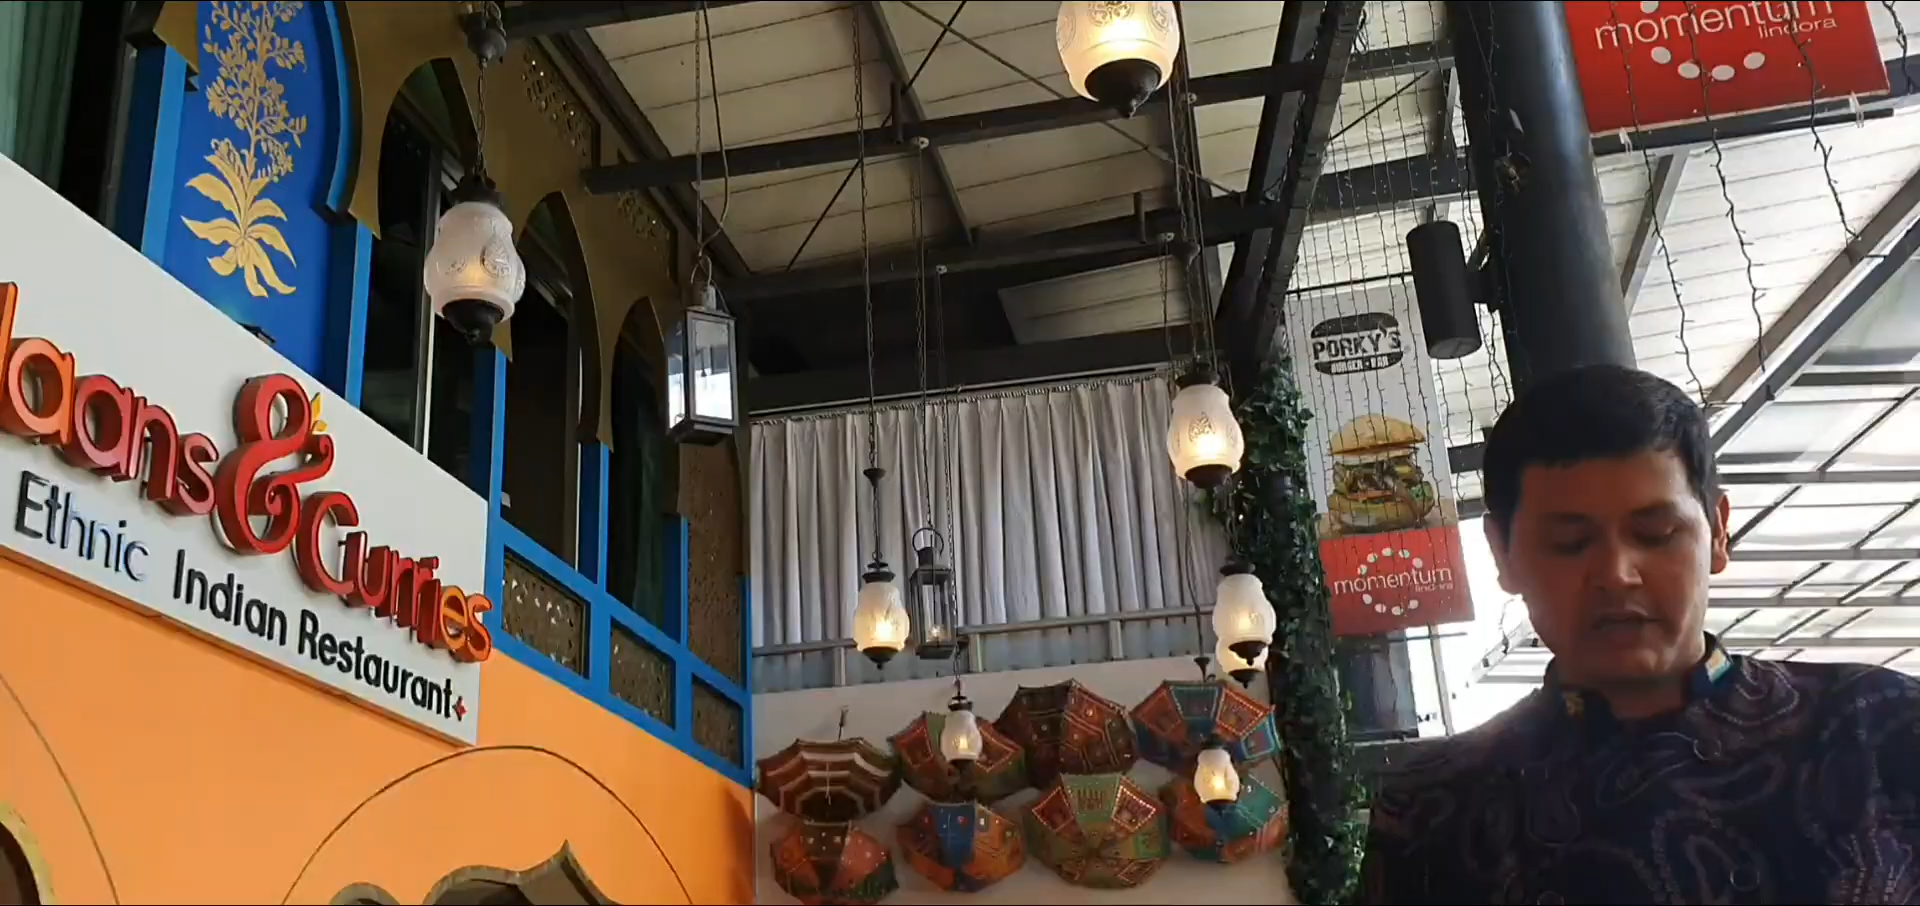 Naans & Curries
Ethnic Indian Restaurant
PORKY'S
BURGER • BAR
momentum
lindora
momentum
lindora